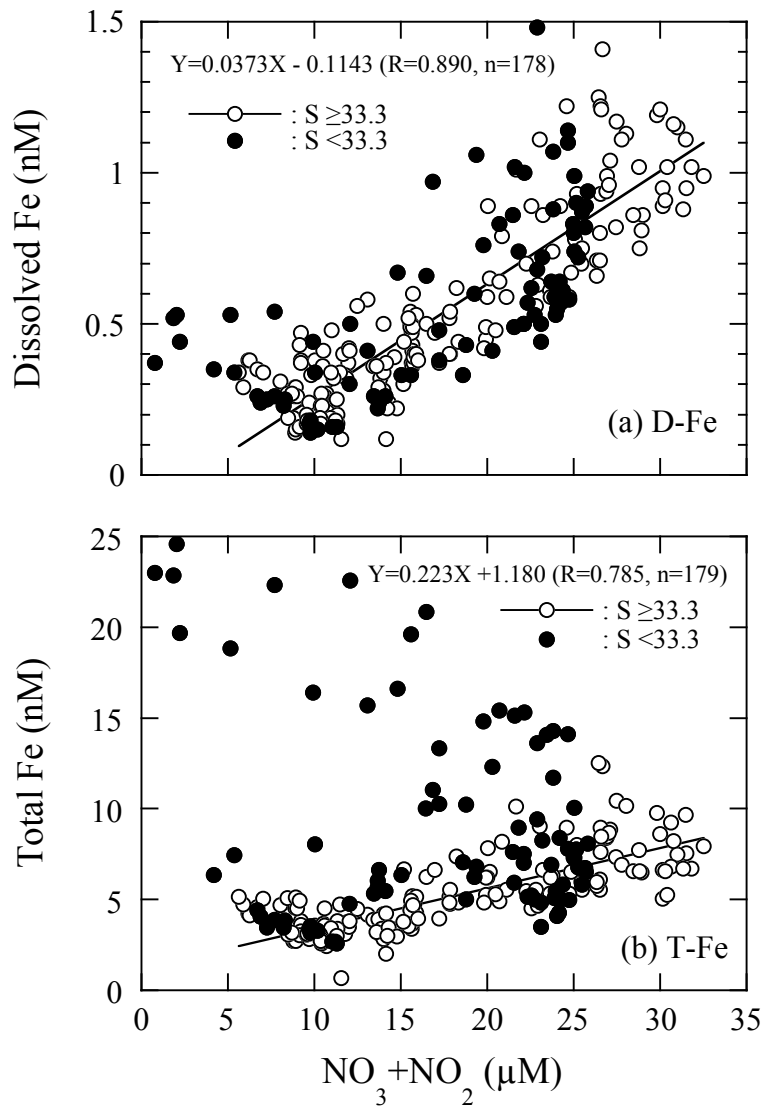 1.5
Y=0.0373X - 0.1143 (R=0.890, n=178)
: S ≥33.3
: S <33.3
1
0.5
0
Dissolved Fe (nM)
(a) D-Fe
25
Y=0.223X +1.180 (R=0.785, n=179)
: S ≥33.3
: S <33.3
20
15
10
5
0
Total Fe (nM)
(b) T-Fe
0 5 10 15 20 25 30 35
NO3+NO2 (µM)